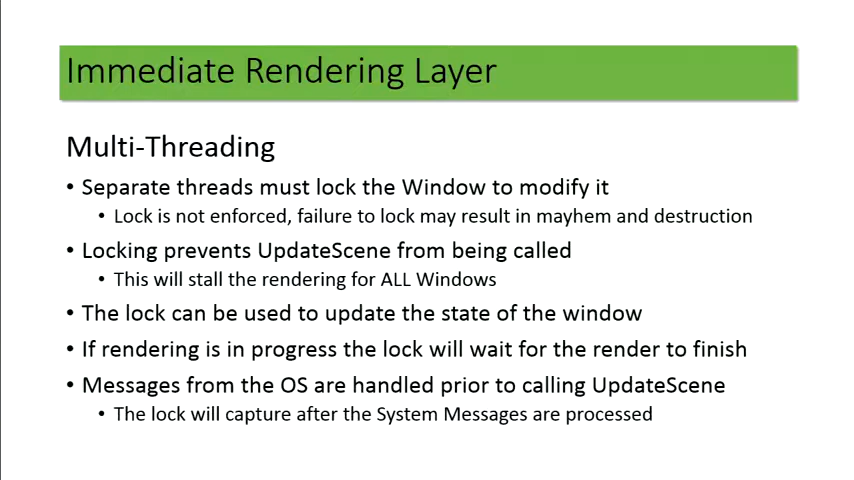 Immediate Rendering Layer
Multi-Threading
• Separate threads must lock the Window to modify it
• Lock is not enforced, failure to lock may result in mayhem and destruction
• Locking prevents UpdateScene from being called
• This will stall the rendering for ALL Windows
• The lock can be used to update the state of the window
• If rendering is in progress the lock will wait for the render to finish
• Messages from the OS are handled prior to calling UpdateScene
• The lock will capture after the System Messages are processed